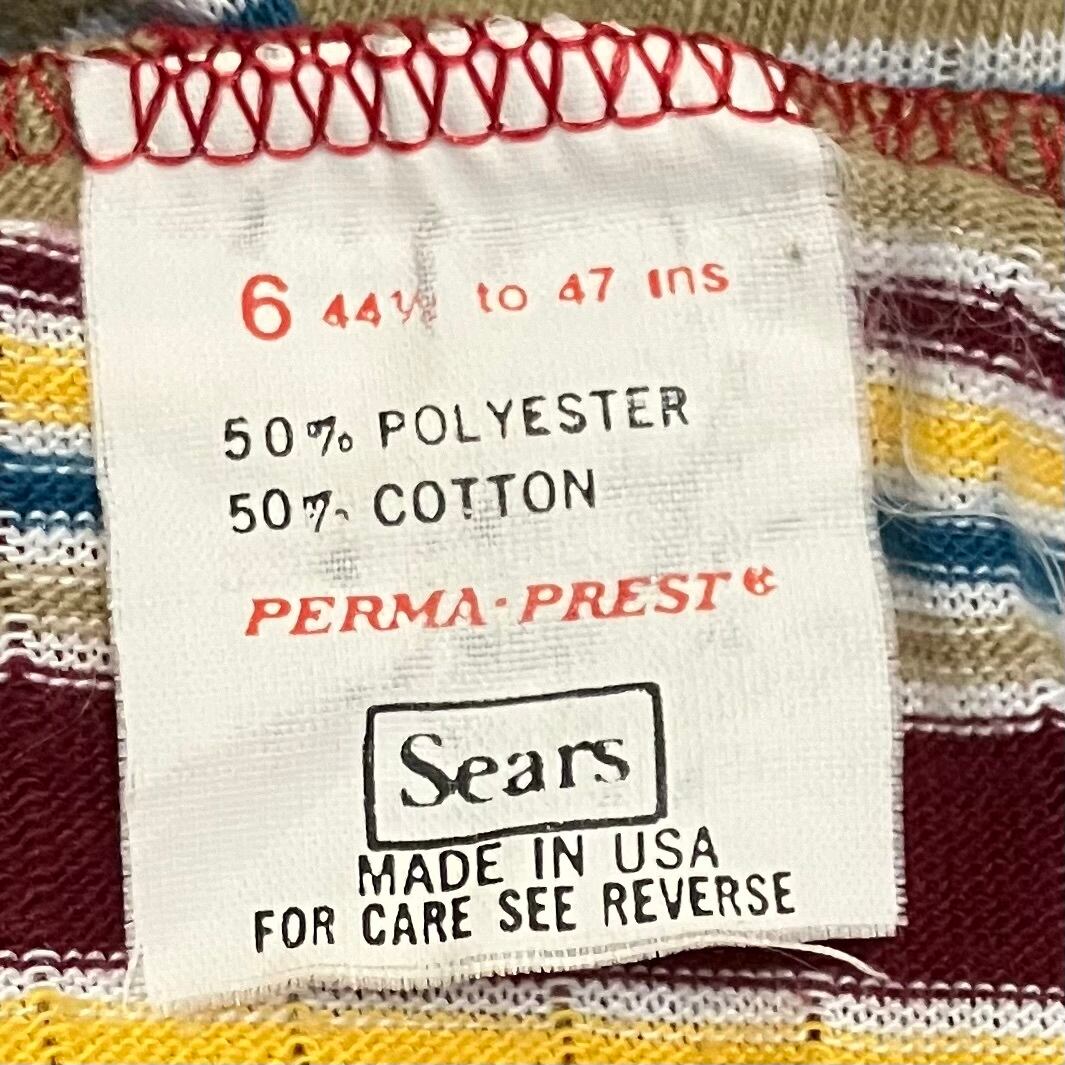 6 44½ to 47 ins
50% POLYESTER
50% COTTON
PERMA-PREST®
Sears
MADE IN USA
FOR CARE SEE REVERSE